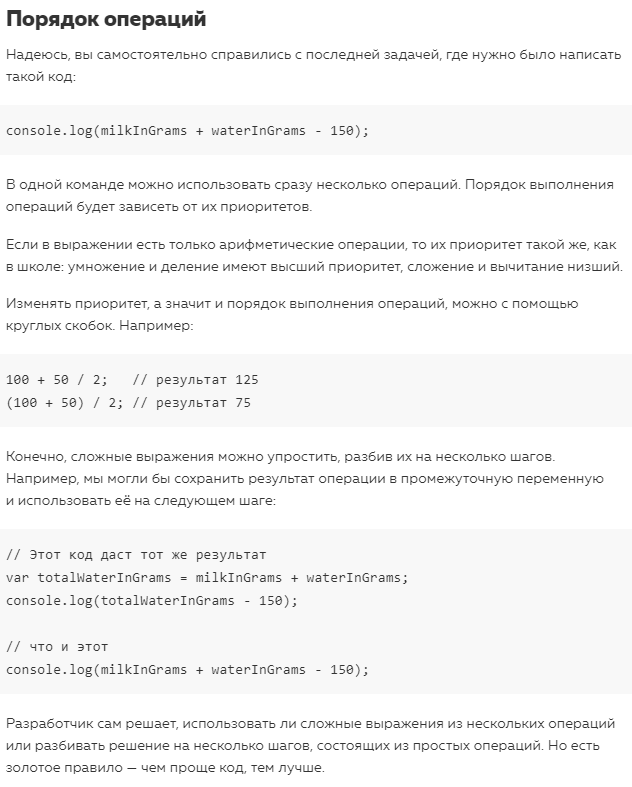 Порядок операций
Надеюсь, вы самостоятельно справились с последней задачей, где нужно было написать
такой код:
console.log(milkInGrams + waterInGrams - 150);
В одной команде можно использовать сразу несколько операций. Порядок выполнения
операций будет зависеть от их приоритетов.
Если в выражении есть только арифметические операции, то их приоритет такой же, как
в школе: умножение и деление имеют высший приоритет, сложение и вычитание низший.
Изменять приоритет, а значит и порядок выполнения операций, можно с помощью
круглых скобок. Например:
100 + 50 / 2;   // результат 125
(100 + 50) / 2; // результат 75
Конечно, сложные выражения можно упростить, разбив их на несколько шагов.
Например, мы могли бы сохранить результат операции в промежуточную переменную
и использовать её на следующем шаге:
// Этот код даст тот же результат
var totalWaterInGrams = milkInGrams + waterInGrams;
console.log(totalWaterInGrams - 150);
// что и этот
console.log(milkInGrams + waterInGrams - 150);
Разработчик сам решает, использовать ли сложные выражения из нескольких операций
или разбивать решение на несколько шагов, состоящих из простых операций. Но есть
золотое правило — чем проще код, тем лучше.